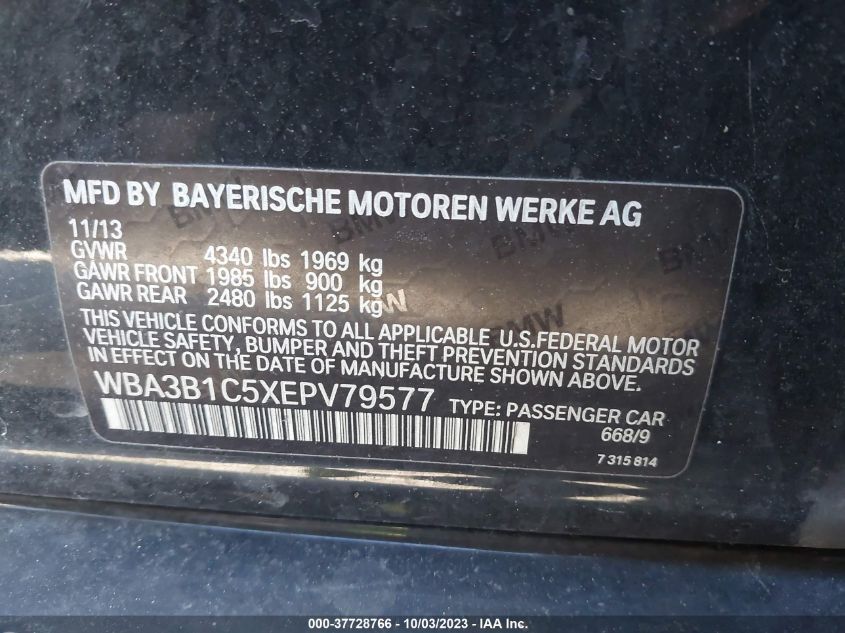 MFD BY BAYERISCHE MOTOREN WERKE AG
11/13
GVWR 4340 lbs 1969 kg
GAWR FRONT 1985 lbs 900 kg
GAWR REAR 2480 lbs 1125 kg
THIS VEHICLE CONFORMS TO ALL APPLICABLE U.S.FEDERAL MOTOR
VEHICLE SAFETY, BUMPER AND THEFT PREVENTION STANDARDS
IN EFFECT ON THE DATE OF MANUFACTURE SHOWN ABOVE.
WBA3B1C5XEPV79577 TYPE: PASSENGER CAR
668/9
7 315 814
000-37728766 - 10/03/2023 - IAA Inc.